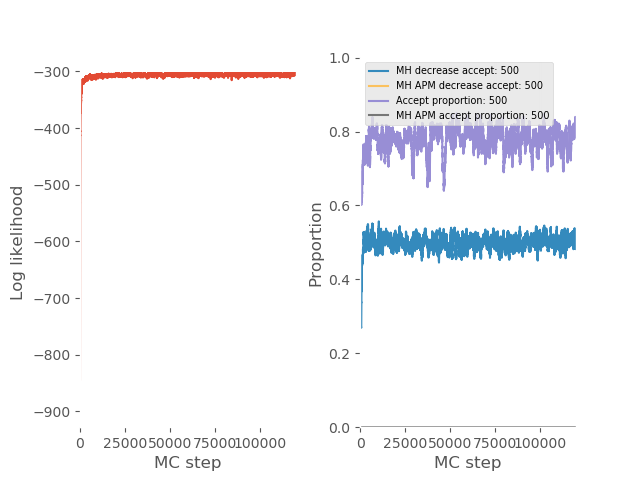 −300
−400
−500
−600
−700
−800
−900
Log likelihood
0 25000 50000 75000 100000
MC step
1.0
0.8
0.6
0.4
0.2
0.0
Proportion
MH decrease accept: 500
MH APM decrease accept: 500
Accept proportion: 500
MH APM accept proportion: 500
0 25000 50000 75000 100000
MC step